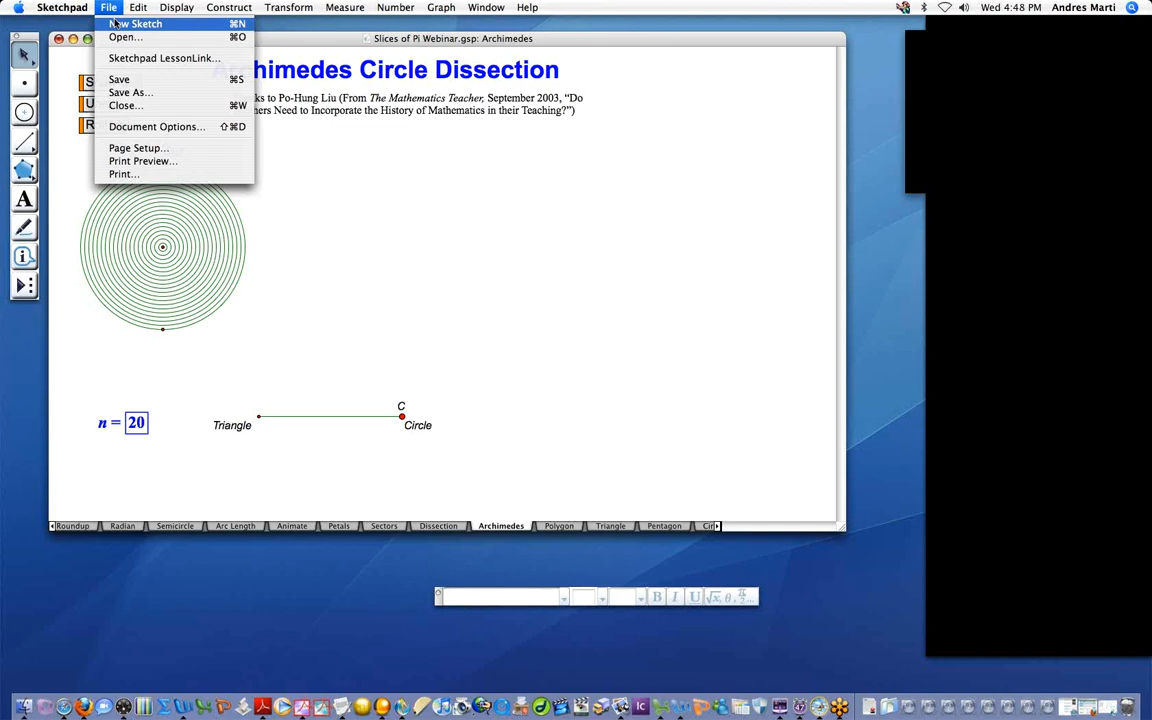 Sketchpad File Edit Display Construct Transform Measure Number Graph Window Help Wed 4:48 PM Andres Marti
New Sketch ⌘N
Open... ⌘O
Sketchpad LessonLink...
Save ⌘S
Save As...
Close... ⌘W
Document Options... ⇧⌘D
Page Setup...
Print Preview...
Print...
Slices of Pi Webinar.gsp: Archimedes
chimedes Circle Dissection
S
ks to Po-Hung Liu (From The Mathematics Teacher, September 2003, “Do
U
hers Need to Incorporate the History of Mathematics in their Teaching?”)
R
C
n = 20
Triangle
Circle
Roundup Radian Semicircle Arc Length Animate Petals Sectors Dissection Archimedes Polygon Triangle Pentagon Cir
B I U